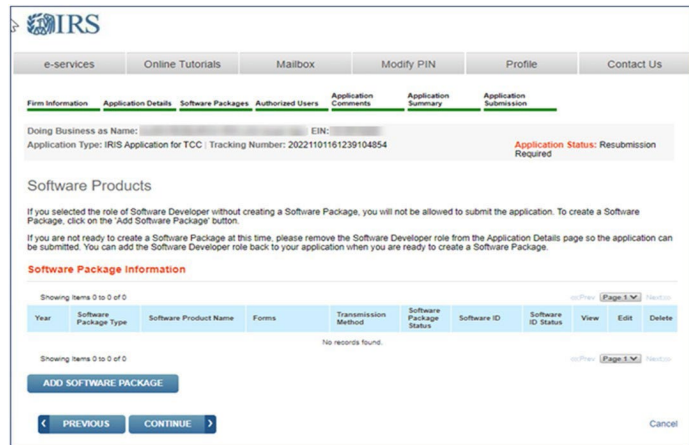 IRS
e-services Online Tutorials Mailbox Modify PIN Profile Contact Us
Firm Information Application Details Software Packages Authorized Users Application Comments Application Summary Application Submission
Doing Business as Name: EIN:
Application Type: IRIS Application for TCC | Tracking Number: 20221101161239104854 Application Status: Resubmission Required
Software Products
If you selected the role of Software Developer without creating a Software Package, you will not be allowed to submit the application. To create a Software
Package, click on the 'Add Software Package' button.
If you are not ready to create a Software Package at this time, please remove the Software Developer role from the Application Details page so the application can
be submitted. You can add the Software Developer role back to your application when you are ready to create a Software Package.
Software Package Information
Showing items 0 to 0 of 0 <<Prev Page 1 Next>>
Year Software Package Type Software Product Name Forms Transmission Method Software Package Status Software ID Software ID Status View Edit Delete
No records found.
Showing items 0 to 0 of 0 <<Prev Page 1 Next>>
ADD SOFTWARE PACKAGE
PREVIOUS CONTINUE Cancel